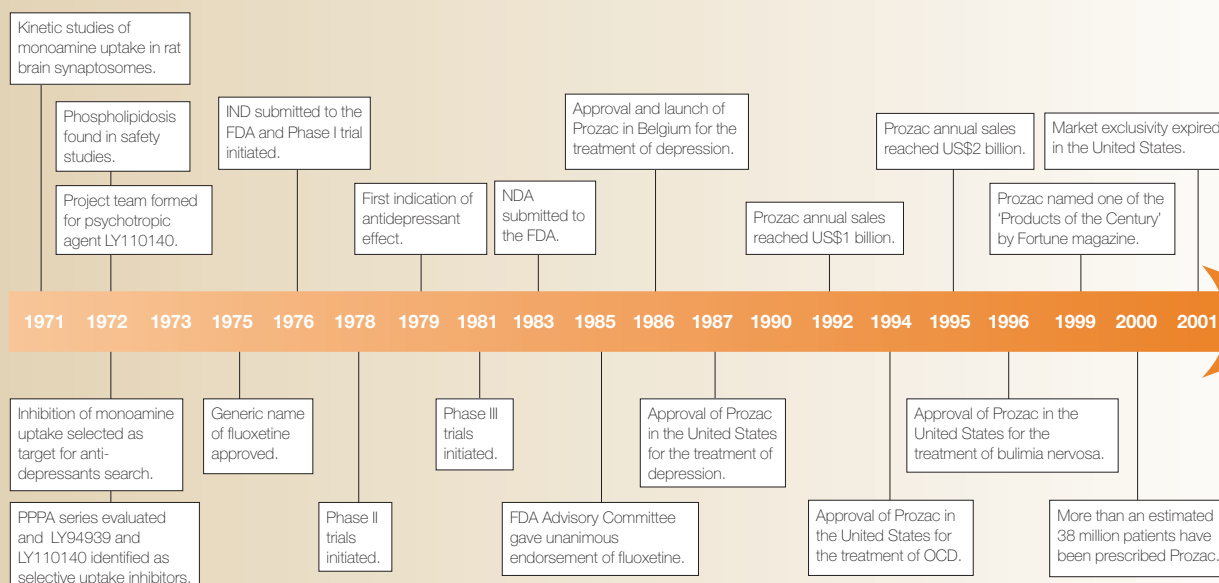 Kinetic studies of
monoamine uptake in rat
brain synaptosomes.
Phospholipidosis
found in safety
studies.
Project team formed
for psychotropic
agent LY110140.
IND submitted to the
FDA and Phase I trial
initiated.
First indication of
antidepressant
effect.
NDA
submitted to
the FDA.
Approval and launch of
Prozac in Belgium for the
treatment of depression.
Prozac annual sales
reached US$1 billion.
Prozac annual sales
reached US$2 billion.
Prozac named one of the
‘Products of the Century’
by Fortune magazine.
Market exclusivity expired
in the United States.
1971 1972 1973 1975 1976 1978 1979 1981 1983 1985 1986 1987 1990 1992 1994 1995 1996 1999 2000 2001
Inhibition of monoamine
uptake selected as
target for anti-
depressants search.
PPPA series evaluated
and LY94939 and
LY110140 identified as
selective uptake inhibitors.
Generic name
of fluoxetine
approved.
Phase II
trials
initiated.
Phase III
trials
initiated.
FDA Advisory Committee
gave unanimous
endorsement of fluoxetine.
Approval of Prozac
in the United States
for the treatment of
depression.
Approval of Prozac in
the United States for
the treatment of OCD.
Approval of Prozac in the
United States for the
treatment of bulimia nervosa.
More than an estimated
38 million patients have
been prescribed Prozac.